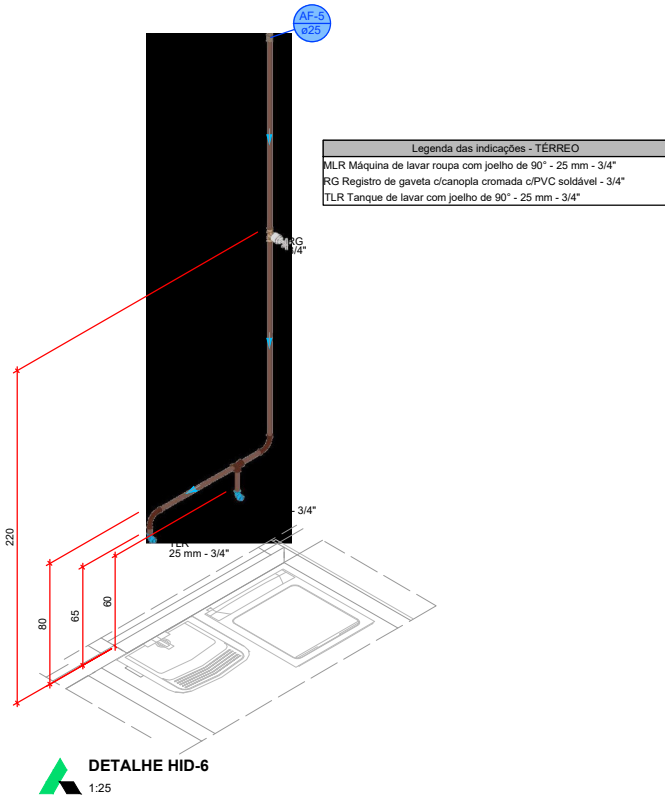 AF-5
ø25
Legenda das indicações - TÉRREO
MLR Máquina de lavar roupa com joelho de 90° - 25 mm - 3/4"
RG Registro de gaveta c/canopla cromada c/PVC soldável - 3/4"
TLR Tanque de lavar com joelho de 90° - 25 mm - 3/4"
RG
3/4"
- 3/4"
TLR
25 mm - 3/4"
220
80
65
60
DETALHE HID-6
1:25